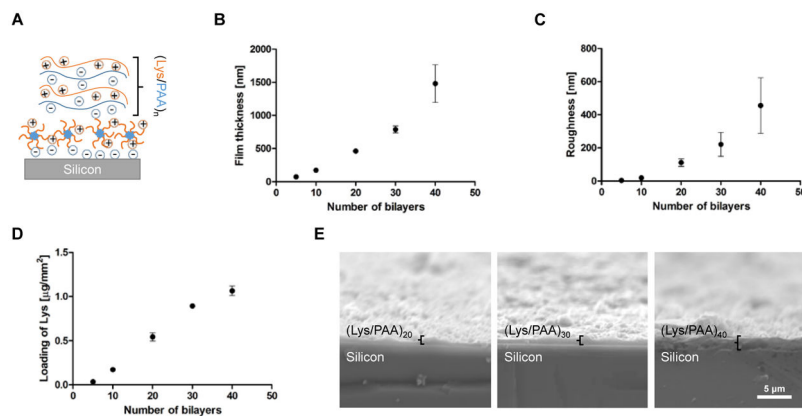 A
(Lys/PAA)n
Silicon
B
Film thickness [nm]
2000
1500
1000
500
0
0 10 20 30 40 50
Number of bilayers
C
Roughness [nm]
800
600
400
200
0
0 10 20 30 40 50
Number of bilayers
D
Loading of Lys [µg/mm²]
1.5
1.0
0.5
0.0
0 10 20 30 40 50
Number of bilayers
E
(Lys/PAA)20
Silicon
(Lys/PAA)30
Silicon
(Lys/PAA)40
Silicon
5 µm